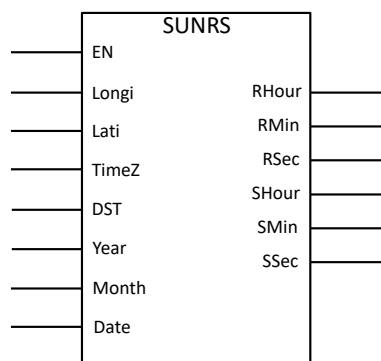 SUNRS
EN
Longi
Lati
TimeZ
DST
Year
Month
Date
RHour
RMin
RSec
SHour
SMin
SSec